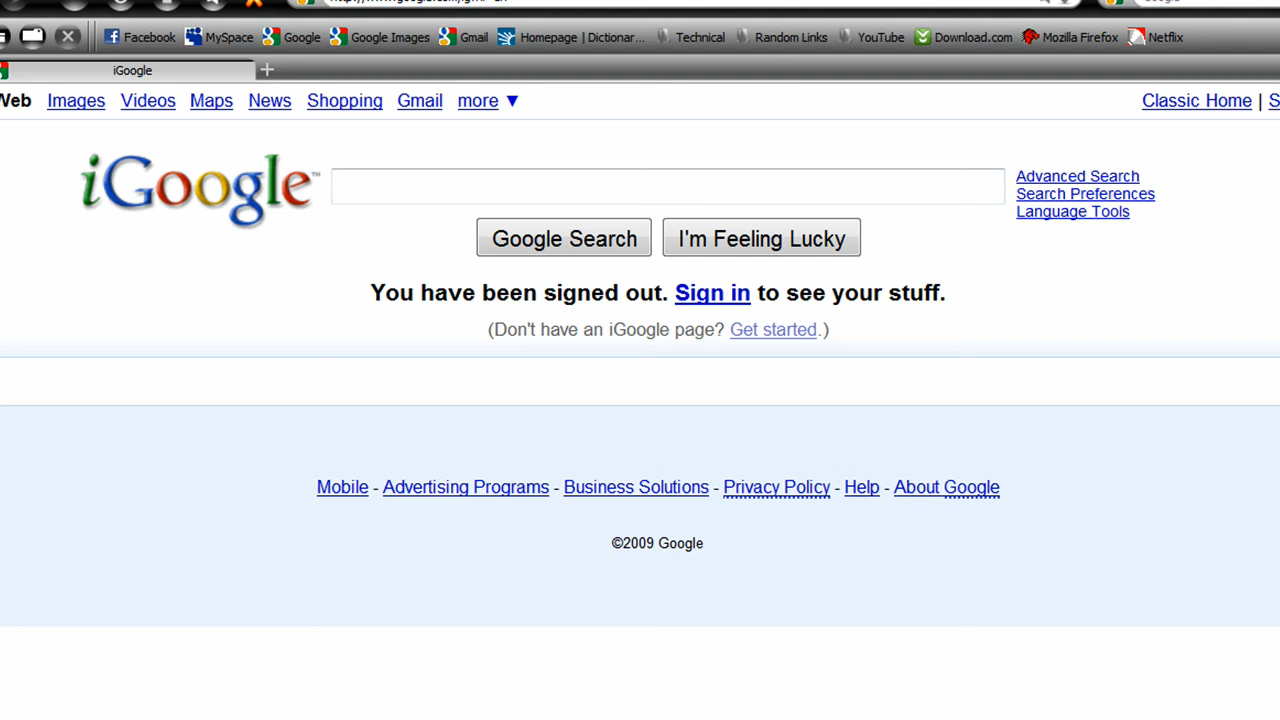 Facebook MySpace Google Google Images Gmail Homepage | Dictionar... Technical Random Links YouTube Download.com Mozilla Firefox Netflix
iGoogle
Web Images Videos Maps News Shopping Gmail more ▼ Classic Home |
iGoogle™
Advanced Search
Search Preferences
Language Tools
Google Search I'm Feeling Lucky
You have been signed out. Sign in to see your stuff.
(Don't have an iGoogle page? Get started.)
Mobile - Advertising Programs - Business Solutions - Privacy Policy - Help - About Google
©2009 Google